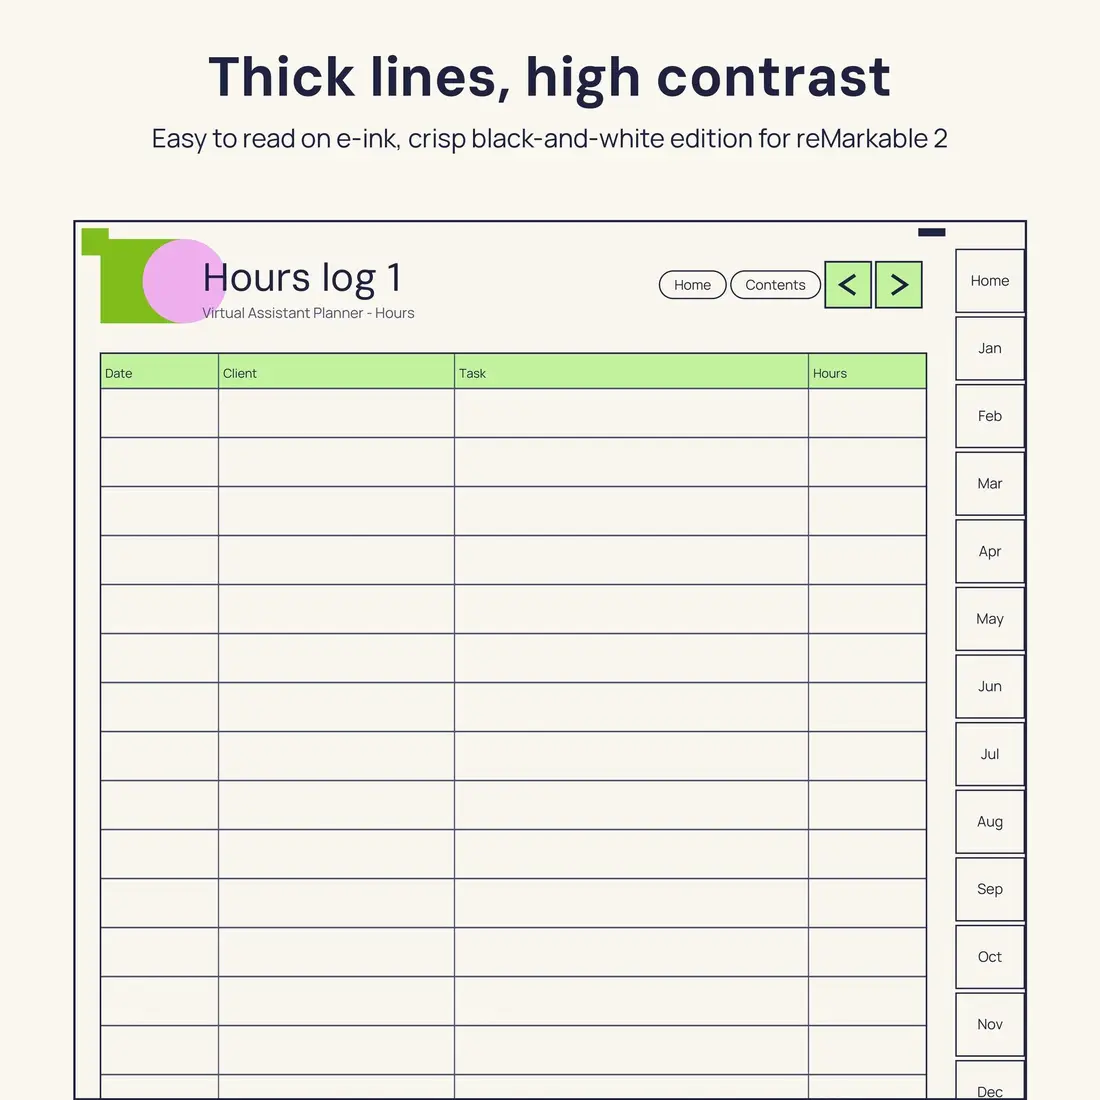 Thick lines, high contrast
Easy to read on e-ink, crisp black-and-white edition for reMarkable 2
Hours log 1
Virtual Assistant Planner - Hours
Home
Contents
Date
Client
Task
Hours
Home
Jan
Feb
Mar
Apr
May
Jun
Jul
Aug
Sep
Oct
Nov
Dec